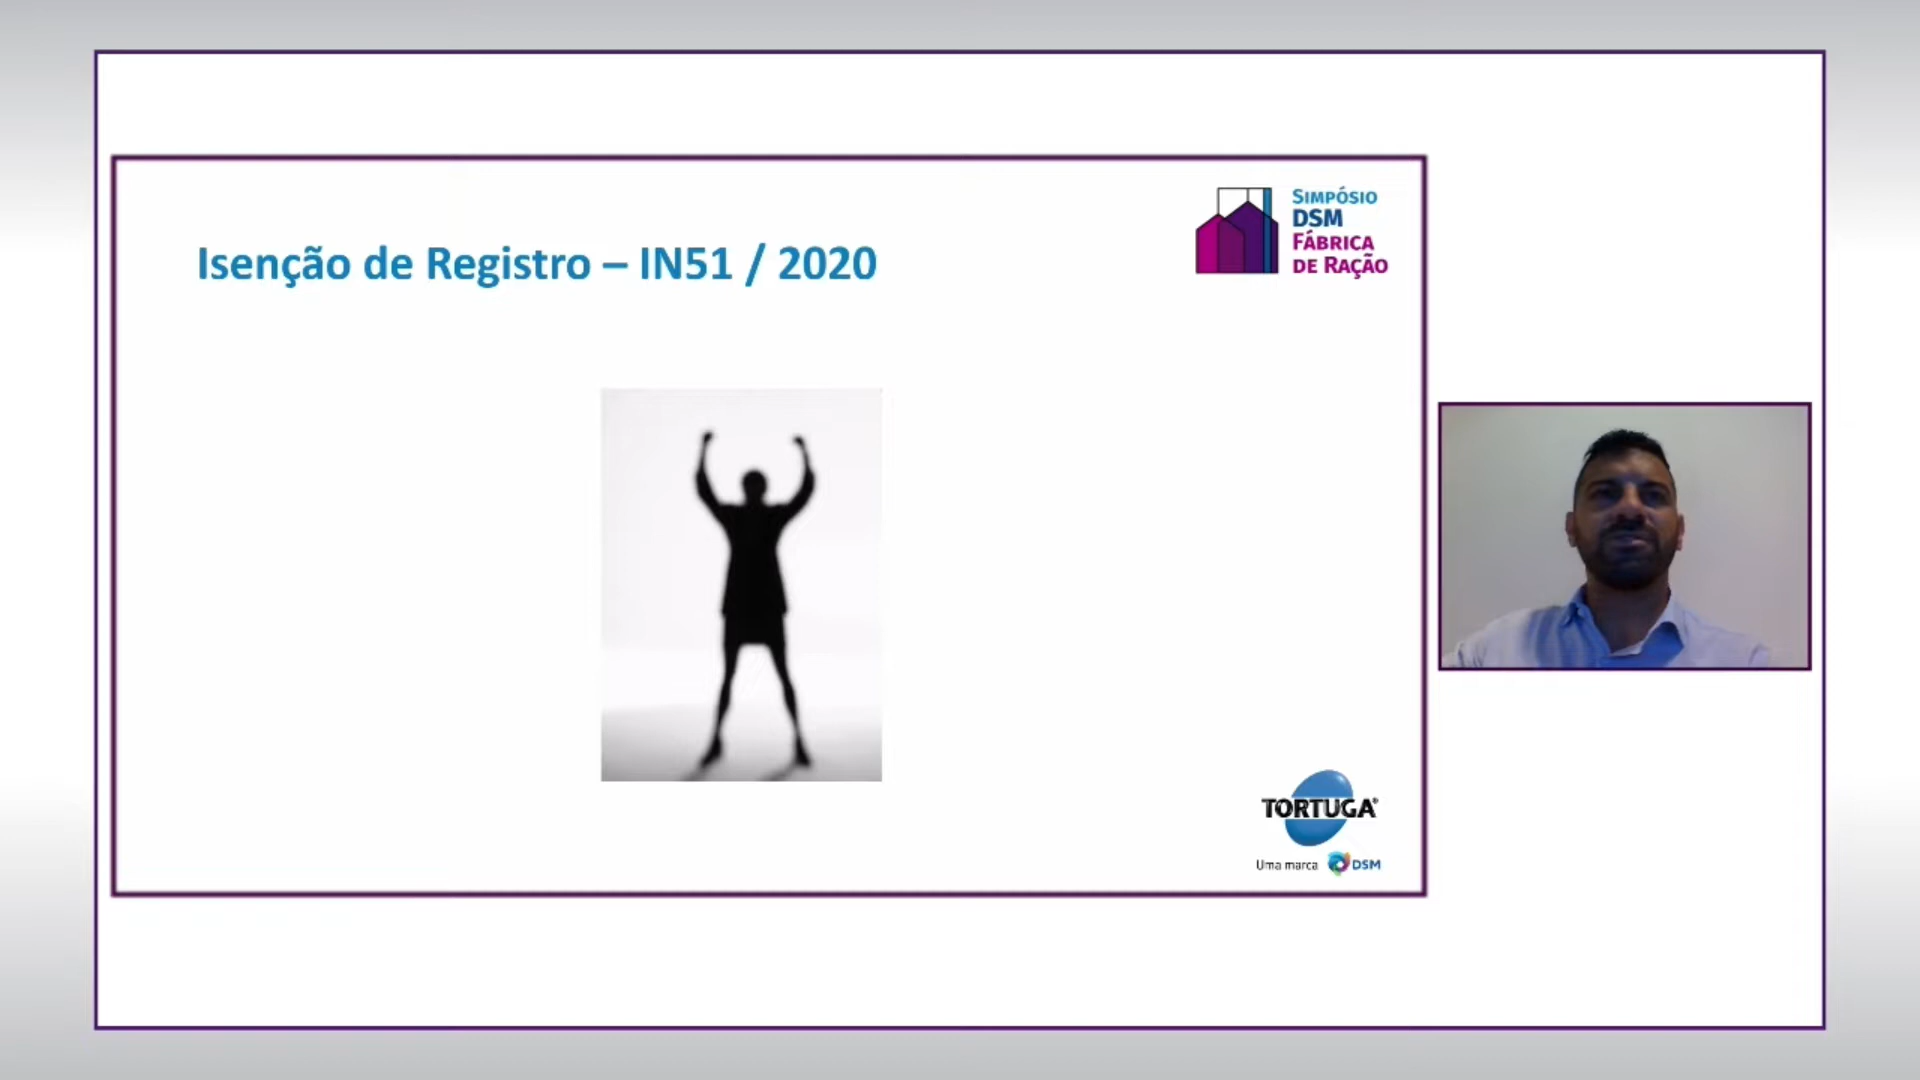 Isenção de Registro – IN51 / 2020
SIMPÓSIO
DSM
FÁBRICA
DE RAÇÃO
TORTUGA®
Uma marca DSM